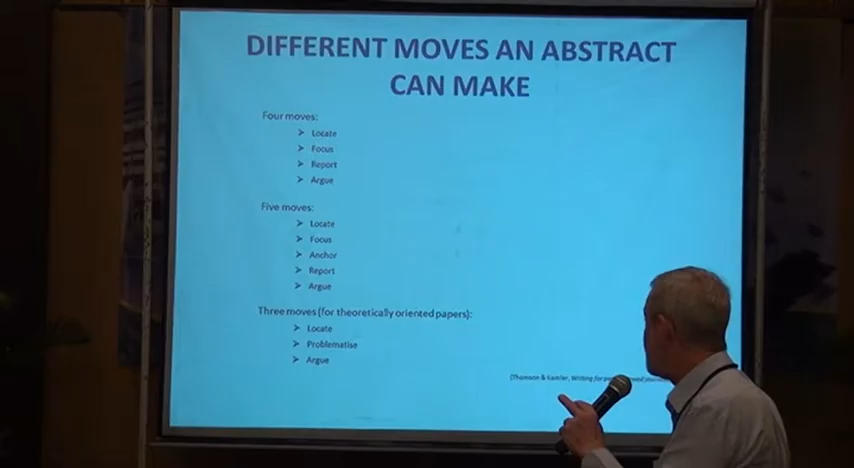 DIFFERENT MOVES AN ABSTRACT
CAN MAKE
Four moves:
➢ Locate
➢ Focus
➢ Report
➢ Argue
Five moves:
➢ Locate
➢ Focus
➢ Anchor
➢ Report
➢ Argue
Three moves (for theoretically oriented papers):
➢ Locate
➢ Problematise
➢ Argue
(Thomson & Kamler, Writing for